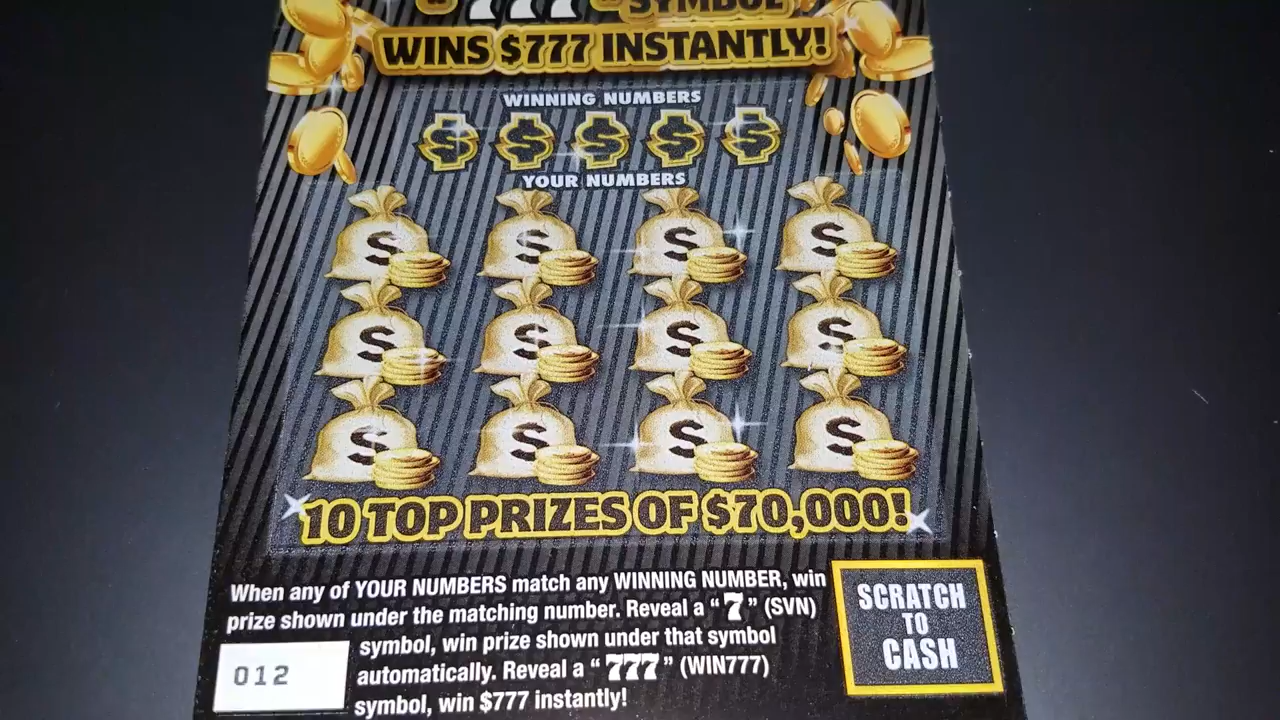 "777" SYMBOL
WINS $777 INSTANTLY!
WINNING NUMBERS
$ $ $ $ $
YOUR NUMBERS
S S S S
S S S S
S S S S
10 TOP PRIZES OF $70,000!
When any of YOUR NUMBERS match any WINNING NUMBER, win
prize shown under the matching number. Reveal a "7" (SVN)
symbol, win prize shown under that symbol
automatically. Reveal a "777" (WIN777)
symbol, win $777 instantly!
012
SCRATCH
TO
CASH